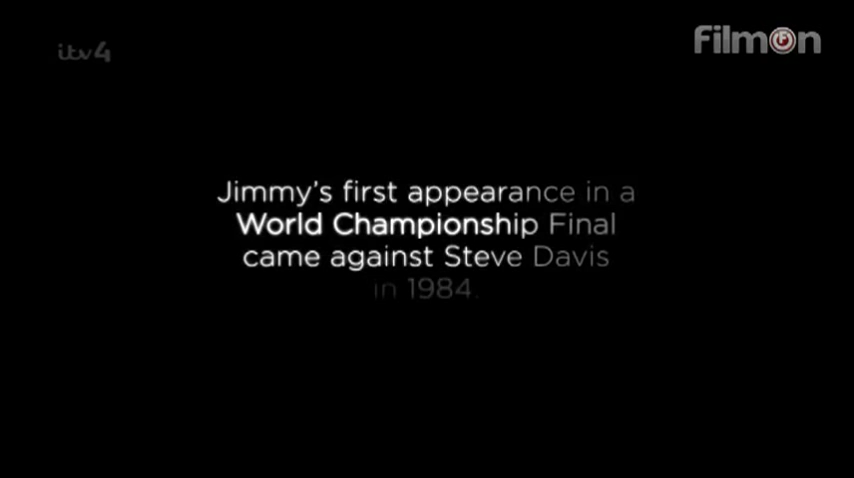 itv4
FilmOn
Jimmy's first appearance in a
World Championship Final
came against Steve Davis
in 1984.